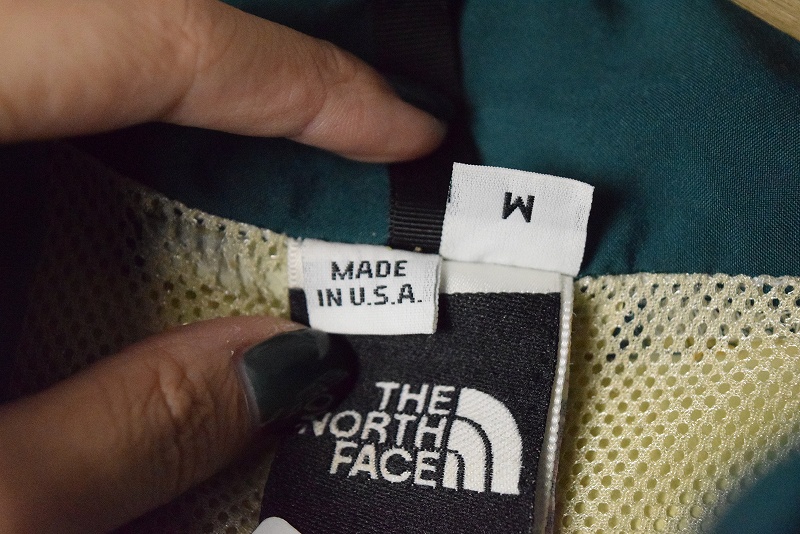 M
MADE
IN U.S.A.
THE
NORTH
FACE